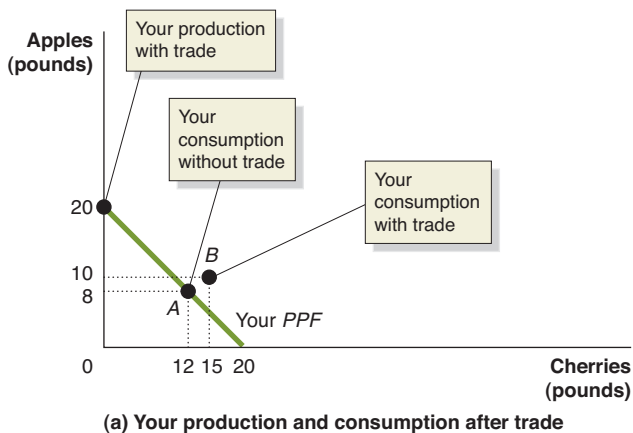 Apples
(pounds)
Your production
with trade
Your
consumption
without trade
Your
consumption
with trade
20
B
10
8
A
Your PPF
0
12 15 20
Cherries
(pounds)
(a) Your production and consumption after trade